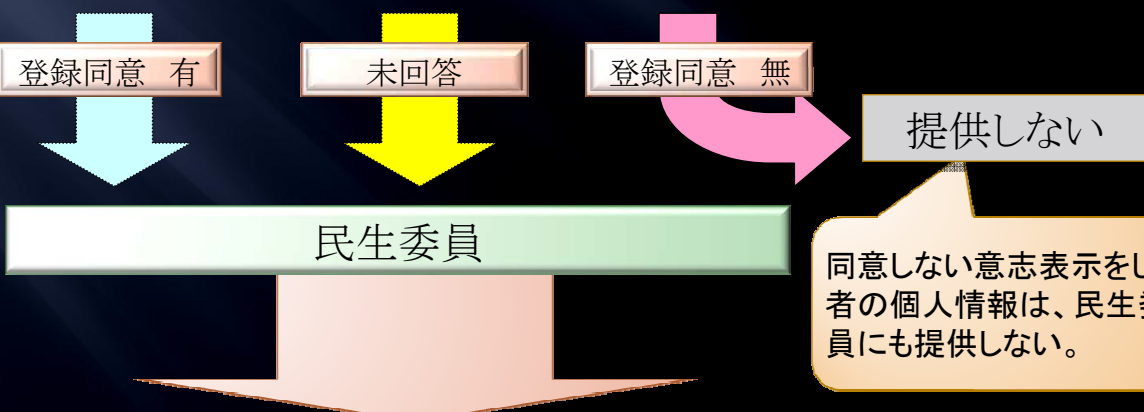 登録同意　有
未回答
登録同意　無
提供しない
民生委員
同意しない意志表示をし
者の個人情報は、民生
員にも提供しない。